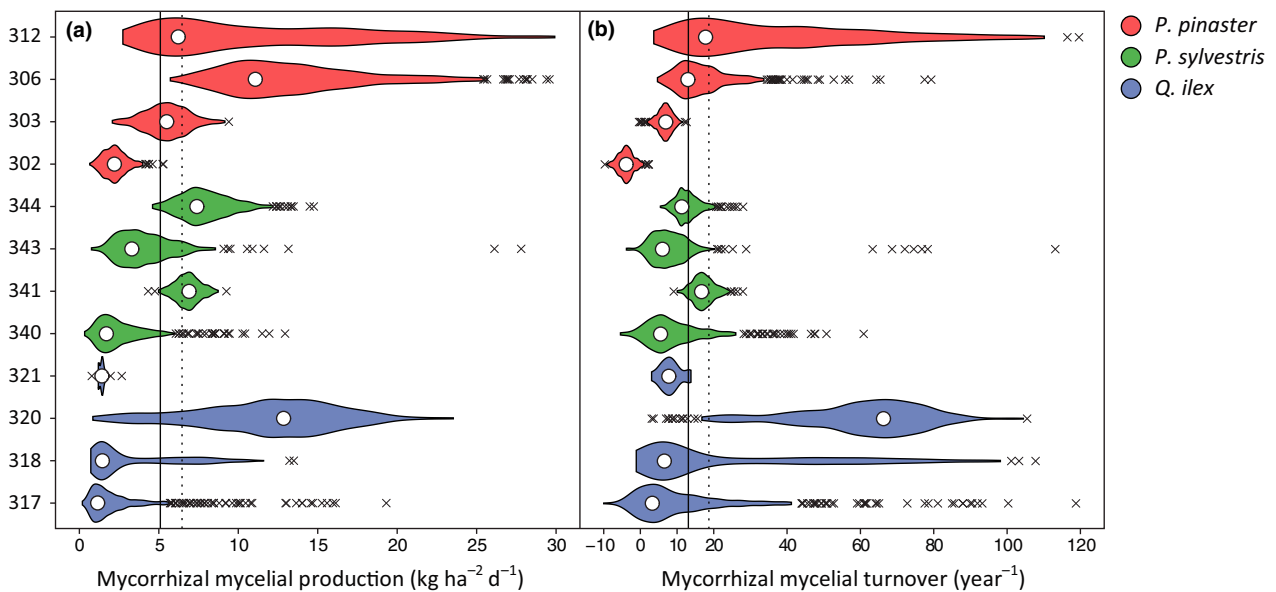 (a)
(b)
312
306
303
302
344
343
341
340
321
320
318
317
0 5 10 15 20 25 30
−10 0 10 20 40 60 80 100 120
Mycorrhizal mycelial production (kg ha⁻² d⁻¹)
Mycorrhizal mycelial turnover (year⁻¹)
P. pinaster
P. sylvestris
Q. ilex